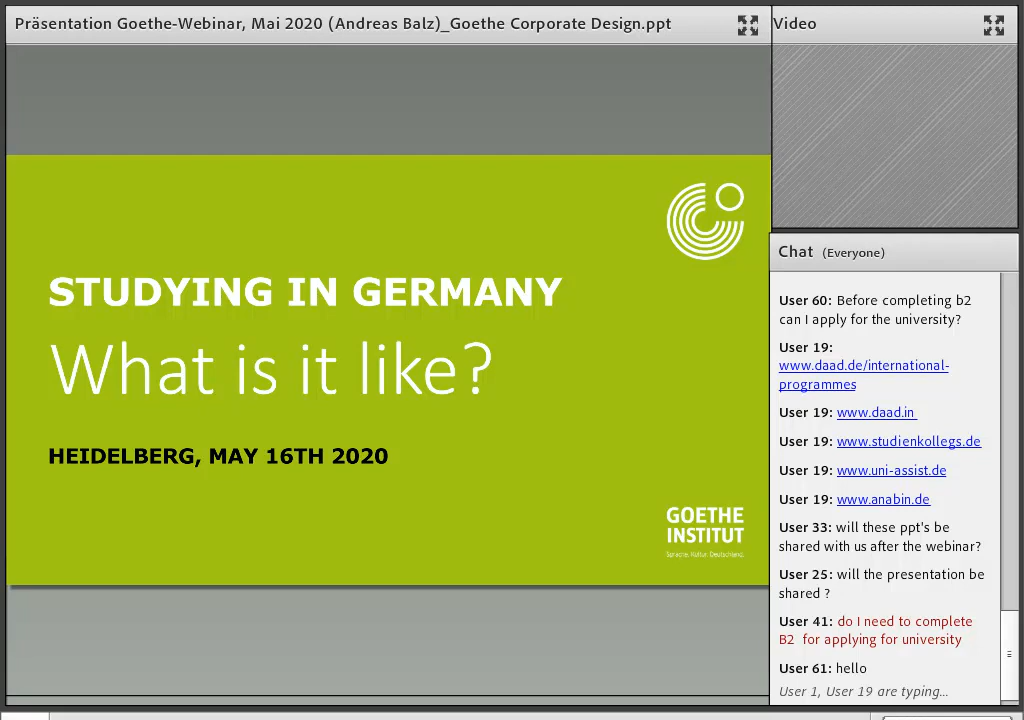 Präsentation Goethe-Webinar, Mai 2020 (Andreas Balz)_Goethe Corporate Design.ppt
STUDYING IN GERMANY
What is it like?
HEIDELBERG, MAY 16TH 2020
GOETHE
INSTITUT
Sprache. Kultur. Deutschland.
Video
Chat (Everyone)
User 60: Before completing b2
can I apply for the university?
User 19:
www.daad.de/international-
programmes
User 19: www.daad.in
User 19: www.studienkollegs.de
User 19: www.uni-assist.de
User 19: www.anabin.de
User 33: will these ppt's be
shared with us after the webinar?
User 25: will the presentation be
shared ?
User 41: do I need to complete
B2 for applying for university
User 61: hello
User 1, User 19 are typing...